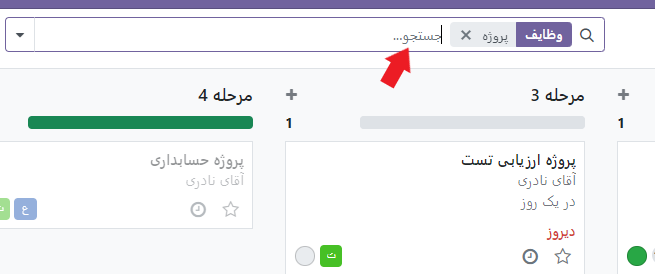 وظایف پروژه جستجو...
مرحله 3
1
پروژه ارزیابی تست
آقای نادری
در یک روز
دیروز
ت
مرحله 4
1
پروژه حسابداری
آقای نادری
ع
ت